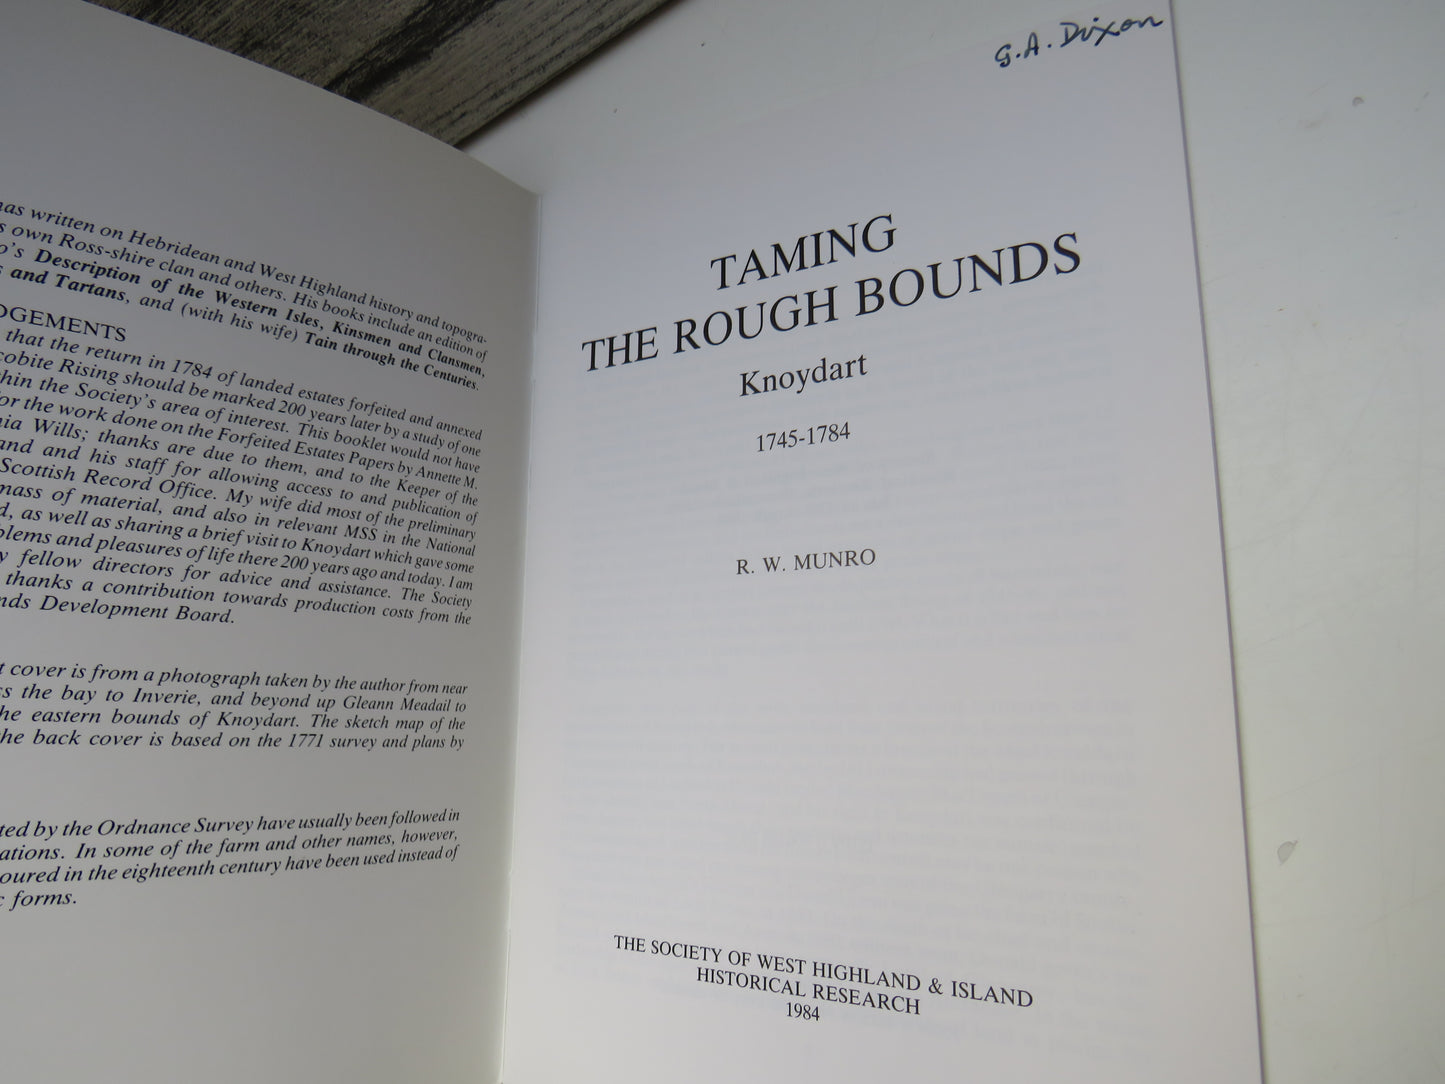 has written on Hebridean and West Highland history and topogra-
s own Ross-shire clan and others. His books include an edition of
o's Description of the Western Isles, Kinsmen and Clansmen,
s and Tartans, and (with his wife) Tain through the Centuries.
DGEMENTS
that the return in 1784 of landed estates forfeited and annexed
cobite Rising should be marked 200 years later by a study of one
thin the Society's area of interest. This booklet would not have
for the work done on the Forfeited Estates Papers by Annette M.
nia Wills; thanks are due to them, and to the Keeper of the
and and his staff for allowing access to and publication of
Scottish Record Office. My wife did most of the preliminary
mass of material, and also in relevant MSS in the National
d, as well as sharing a brief visit to Knoydart which gave some
blems and pleasures of life there 200 years ago and today. I am
y fellow directors for advice and assistance. The Society
thanks a contribution towards production costs from the
nds Development Board.
t cover is from a photograph taken by the author from near
ss the bay to Inverie, and beyond up Gleann Meadail to
he eastern bounds of Knoydart. The sketch map of the
the back cover is based on the 1771 survey and plans by
ted by the Ordnance Survey have usually been followed in
ations. In some of the farm and other names, however,
oured in the eighteenth century have been used instead of
c forms.
G.A. Dixon
TAMING
THE ROUGH BOUNDS
Knoydart
1745-1784
R. W. MUNRO
THE SOCIETY OF WEST HIGHLAND & ISLAND
HISTORICAL RESEARCH
1984